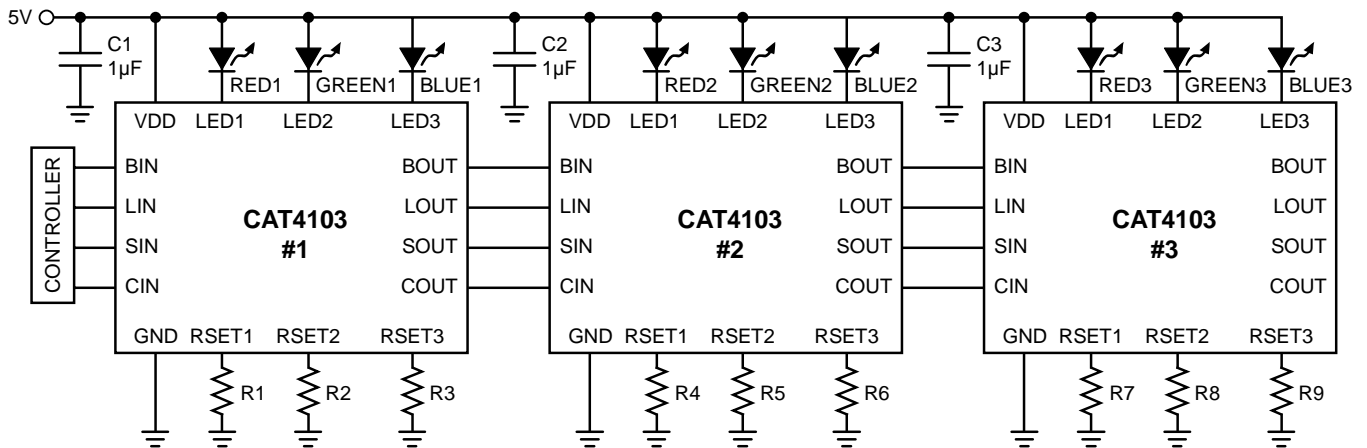 5V
C1
1µF
C2
1µF
C3
1µF
RED1
GREEN1
BLUE1
RED2
GREEN2
BLUE2
RED3
GREEN3
BLUE3
CONTROLLER
VDD LED1 LED2 LED3
BIN BOUT
LIN LOUT
CAT4103
#1
SIN SOUT
CIN COUT
GND RSET1 RSET2 RSET3
R1 R2 R3
VDD LED1 LED2 LED3
BIN BOUT
LIN LOUT
CAT4103
#2
SIN SOUT
CIN COUT
GND RSET1 RSET2 RSET3
R4 R5 R6
VDD LED1 LED2 LED3
BIN BOUT
LIN LOUT
CAT4103
#3
SIN SOUT
CIN COUT
GND RSET1 RSET2 RSET3
R7 R8 R9